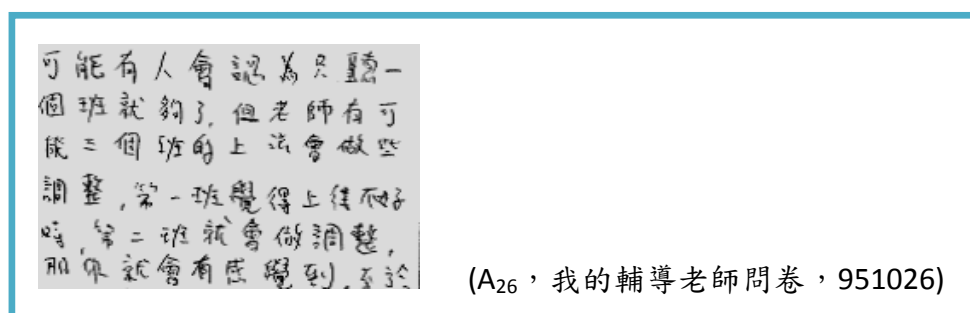 可能有人會認為只聽一
個班就夠了,但老師有可
能三個班的上法會做些
調整,第一班覺得上得不好
時,第二班就會做調整,
那你就會有感覺到,至於
(A26,我的輔導老師問卷,951026)